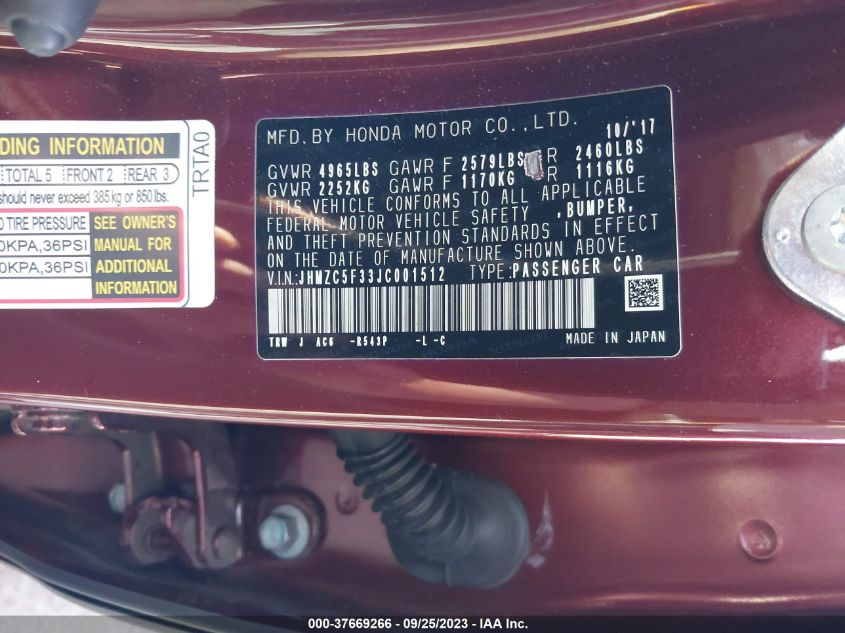 DING INFORMATION
TOTAL 5 FRONT 2 REAR 3
hould never exceed 385 kg or 850 lbs.
TIRE PRESSURE
0KPA,36PSI
0KPA,36PSI
SEE OWNER'S
MANUAL FOR
ADDITIONAL
INFORMATION
TRTA0
MFD.BY HONDA MOTOR CO.,LTD. 10/'17
GVWR 4965LBS GAWR F 2579LBS R 2460LBS
GVWR 2252KG GAWR F 1170KG R 1116KG
THIS VEHICLE CONFORMS TO ALL APPLICABLE
FEDERAL MOTOR VEHICLE SAFETY ,BUMPER,
AND THEFT PREVENTION STANDARDS IN EFFECT
ON THE DATE OF MANUFACTURE SHOWN ABOVE.
V.IN:JHMZC5F33JC001512 TYPE:PASSENGER CAR
TRW J AC6 -R543P -L -C
MADE IN JAPAN
000-37669266 - 09/25/2023 - IAA Inc.